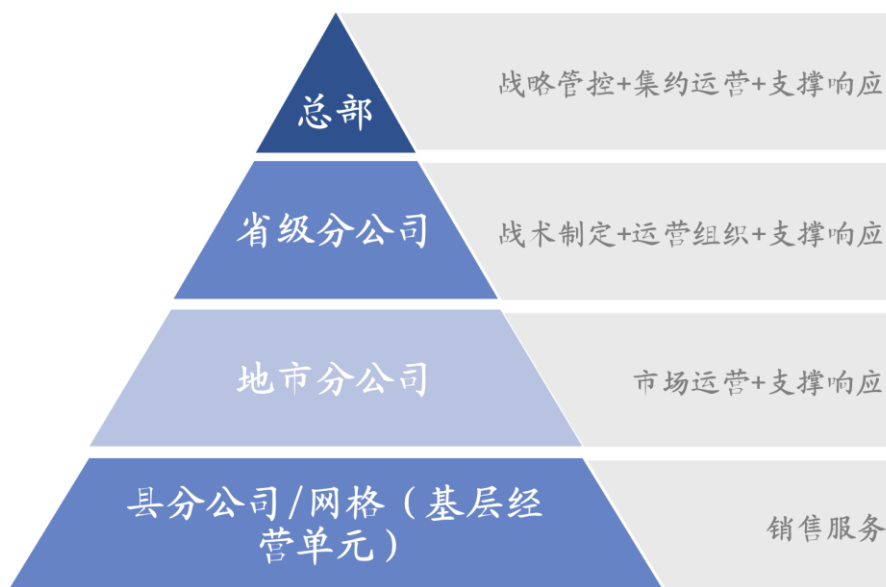 总部
战略管控+集约运营+支撑响应
省级分公司
战术制定+运营组织+支撑响应
地市分公司
市场运营+支撑响应
县分公司/网格（基层经
营单元）
销售服务